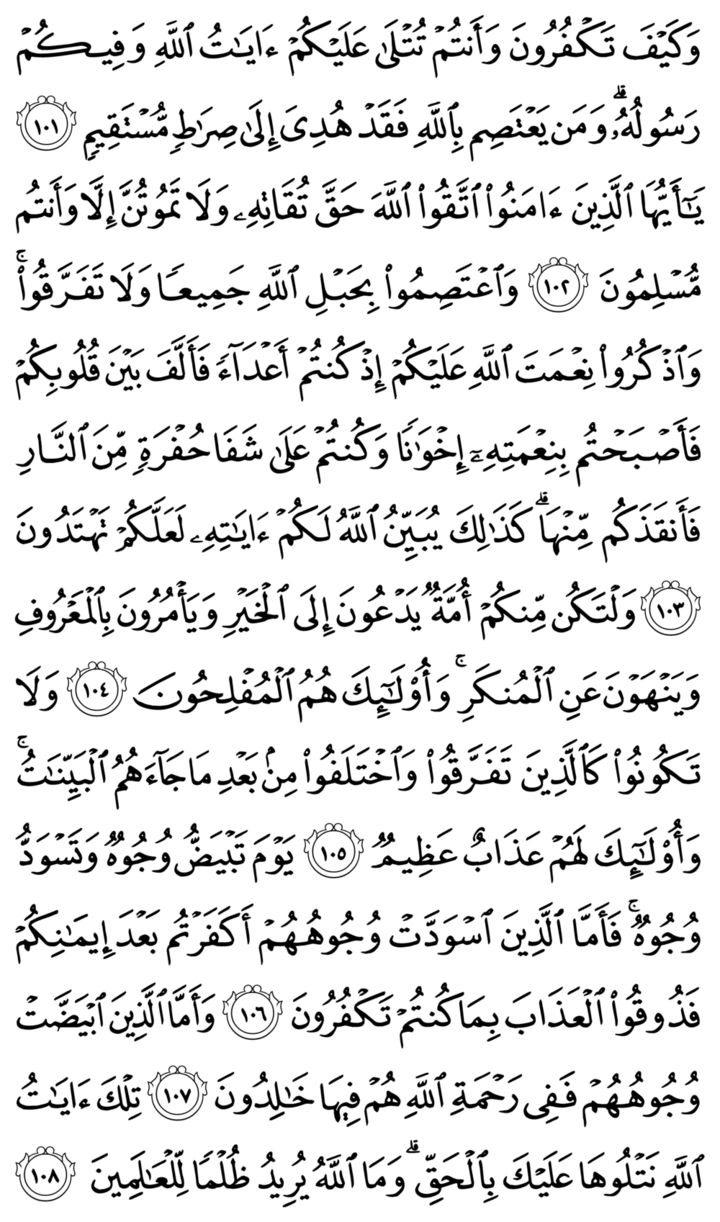 وَكَيْفَ تَكْفُرُونَ وَأَنتُمْ تُتْلَىٰ عَلَيْكُمْ ءَايَـٰتُ ٱللَّهِ وَفِيكُمْ
رَسُولُهُۥ ۗ وَمَن يَعْتَصِم بِٱللَّهِ فَقَدْ هُدِىَ إِلَىٰ صِرَٰطٍ مُّسْتَقِيمٍ ١٠١
يَـٰٓأَيُّهَا ٱلَّذِينَ ءَامَنُوا۟ ٱتَّقُوا۟ ٱللَّهَ حَقَّ تُقَاتِهِۦ وَلَا تَمُوتُنَّ إِلَّا وَأَنتُم
مُّسْلِمُونَ ١٠٢ وَٱعْتَصِمُوا۟ بِحَبْلِ ٱللَّهِ جَمِيعًا وَلَا تَفَرَّقُوا۟ ۚ
وَٱذْكُرُوا۟ نِعْمَتَ ٱللَّهِ عَلَيْكُمْ إِذْ كُنتُمْ أَعْدَآءً فَأَلَّفَ بَيْنَ قُلُوبِكُمْ
فَأَصْبَحْتُم بِنِعْمَتِهِۦٓ إِخْوَٰنًا وَكُنتُمْ عَلَىٰ شَفَا حُفْرَةٍ مِّنَ ٱلنَّارِ
فَأَنقَذَكُم مِّنْهَا ۗ كَذَٰلِكَ يُبَيِّنُ ٱللَّهُ لَكُمْ ءَايَـٰتِهِۦ لَعَلَّكُمْ تَهْتَدُونَ
١٠٣ وَلْتَكُن مِّنكُمْ أُمَّةٌ يَدْعُونَ إِلَى ٱلْخَيْرِ وَيَأْمُرُونَ بِٱلْمَعْرُوفِ
وَيَنْهَوْنَ عَنِ ٱلْمُنكَرِ ۚ وَأُو۟لَـٰٓئِكَ هُمُ ٱلْمُفْلِحُونَ ١٠٤ وَلَا
تَكُونُوا۟ كَٱلَّذِينَ تَفَرَّقُوا۟ وَٱخْتَلَفُوا۟ مِنۢ بَعْدِ مَا جَآءَهُمُ ٱلْبَيِّنَـٰتُ ۚ
وَأُو۟لَـٰٓئِكَ لَهُمْ عَذَابٌ عَظِيمٌ ١٠٥ يَوْمَ تَبْيَضُّ وُجُوهٌ وَتَسْوَدُّ
وُجُوهٌ ۚ فَأَمَّا ٱلَّذِينَ ٱسْوَدَّتْ وُجُوهُهُمْ أَكَفَرْتُم بَعْدَ إِيمَـٰنِكُمْ
فَذُوقُوا۟ ٱلْعَذَابَ بِمَا كُنتُمْ تَكْفُرُونَ ١٠٦ وَأَمَّا ٱلَّذِينَ ٱبْيَضَّتْ
وُجُوهُهُمْ فَفِى رَحْمَةِ ٱللَّهِ هُمْ فِيهَا خَـٰلِدُونَ ١٠٧ تِلْكَ ءَايَـٰتُ
ٱللَّهِ نَتْلُوهَا عَلَيْكَ بِٱلْحَقِّ ۗ وَمَا ٱللَّهُ يُرِيدُ ظُلْمًا لِّلْعَـٰلَمِينَ ١٠٨